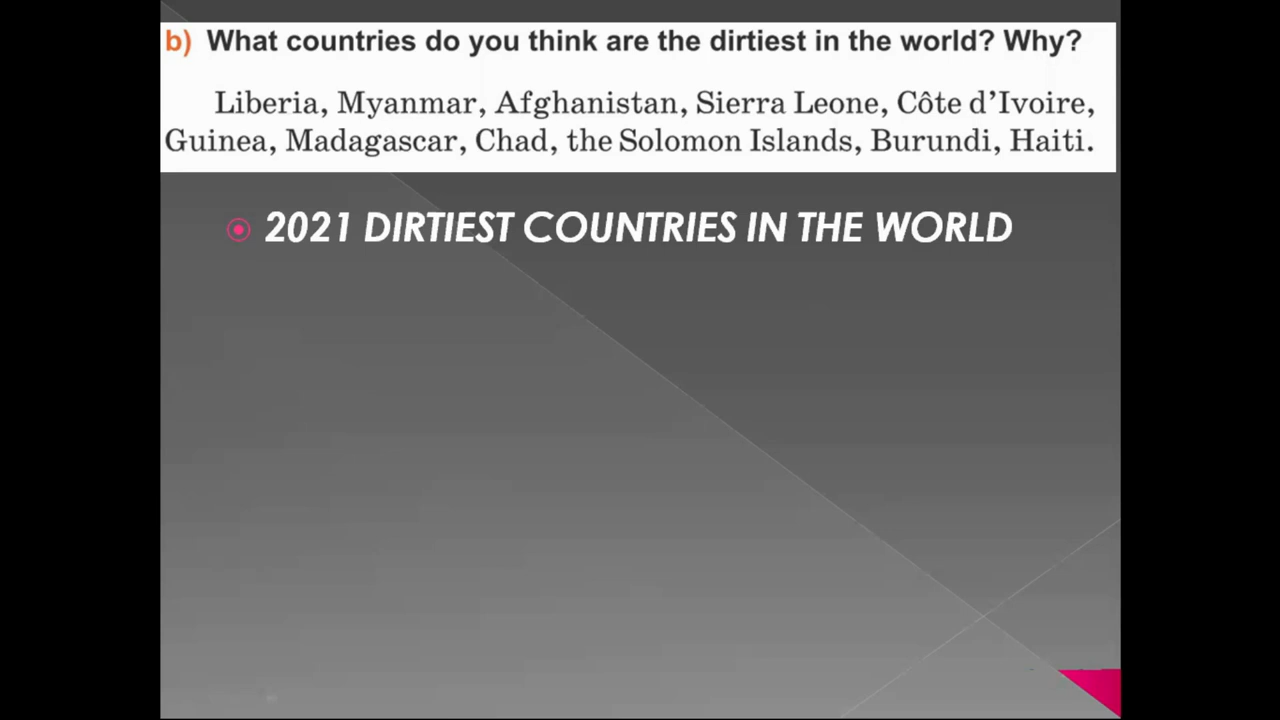 b) What countries do you think are the dirtiest in the world? Why?
Liberia, Myanmar, Afghanistan, Sierra Leone, Côte d’Ivoire,
Guinea, Madagascar, Chad, the Solomon Islands, Burundi, Haiti.
2021 DIRTIEST COUNTRIES IN THE WORLD